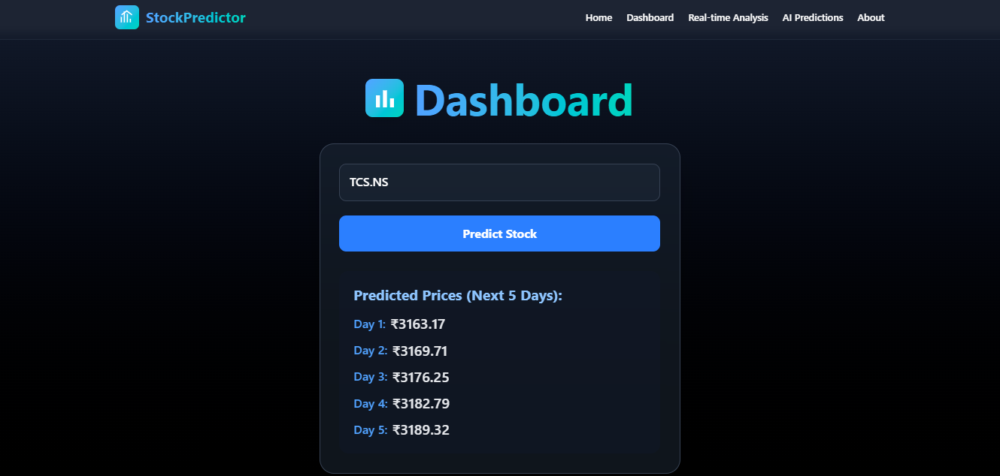 StockPredictor
Home Dashboard Real-time Analysis AI Predictions About
Dashboard
TCS.NS
Predict Stock
Predicted Prices (Next 5 Days):
Day 1: ₹3163.17
Day 2: ₹3169.71
Day 3: ₹3176.25
Day 4: ₹3182.79
Day 5: ₹3189.32